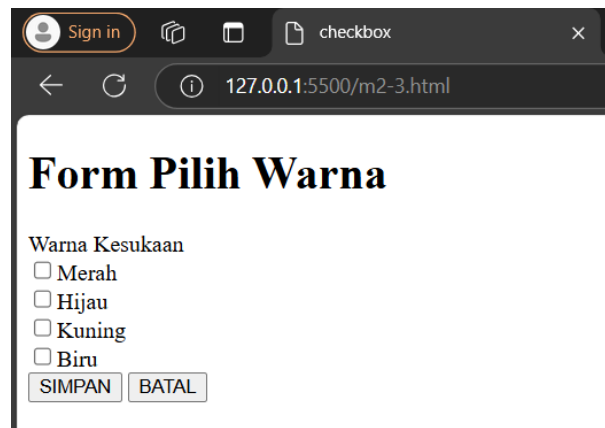 Sign in
checkbox
127.0.0.1:5500/m2-3.html
Form Pilih Warna
Warna Kesukaan
Merah
Hijau
Kuning
Biru
SIMPAN BATAL